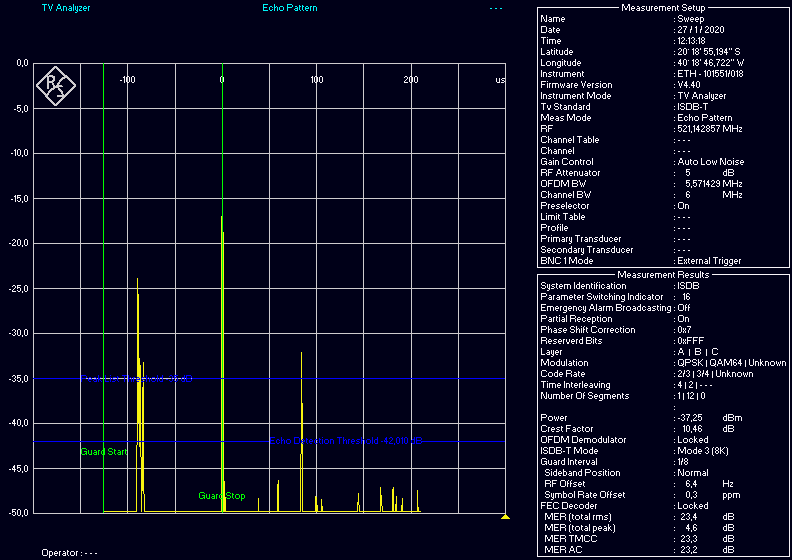 TV Analyzer Echo Pattern ---
0,0
-100 0 100 us
-5,0
-10,0
-15,0
-20,0
-25,0
-30,0
-35,0
-40,0
Echo Detection Threshold -42,000 dB
Guard Start
-45,0
Guard Stop
-50,0
Operator : ---
Measurement Setup
Name : Sweep
Date : 27 / 1 / 2020
Time : 12:13:18
Latitude : 20° 18' 55,194" S
Longitude : 40° 18' 46,722" W
Instrument : ETH - 101551/018
Firmware Version : V4.40
Instrument Mode : TV Analyzer
Tv Standard : ISDB-T
Meas Mode : Echo Pattern
RF : 521,142857 MHz
Channel Table : ---
Channel : ---
Gain Control : Auto Low Noise
RF Attenuator : 5 dB
OFDM BW : 5,571429 MHz
Channel BW : 6 MHz
Preselector : On
Limit Table : ---
Profile : ---
Primary Transducer : ---
Secondary Transducer : ---
BNC 1 Mode : External Trigger
Measurement Results
System Identification : ISDB
Parameter Switching Indicator : 16
Emergency Alarm Broadcasting : Off
Partial Reception : On
Phase Shift Correction : 0x7
Reserverd Bits : 0xFFF
Layer : A | B | C
Modulation : QPSK | QAM64 | Unknown
Code Rate : 2/3 | 3/4 | Unknown
Time Interleaving : 4 | 2 | ---
Number Of Segments : 1 | 12 | 0
:
Power : -37,25 dBm
Crest Factor : 10,46 dB
OFDM Demodulator : Locked
ISDB-T Mode : Mode 3 (8K)
Guard Interval : 1/8
Sideband Position : Normal
RF Offset : 6,4 Hz
Symbol Rate Offset : 0,3 ppm
FEC Decoder : Locked
MER (total rms) : 23,4 dB
MER (total peak) : 4,6 dB
MER TMCC : 23,3 dB
MER AC : 23,2 dB